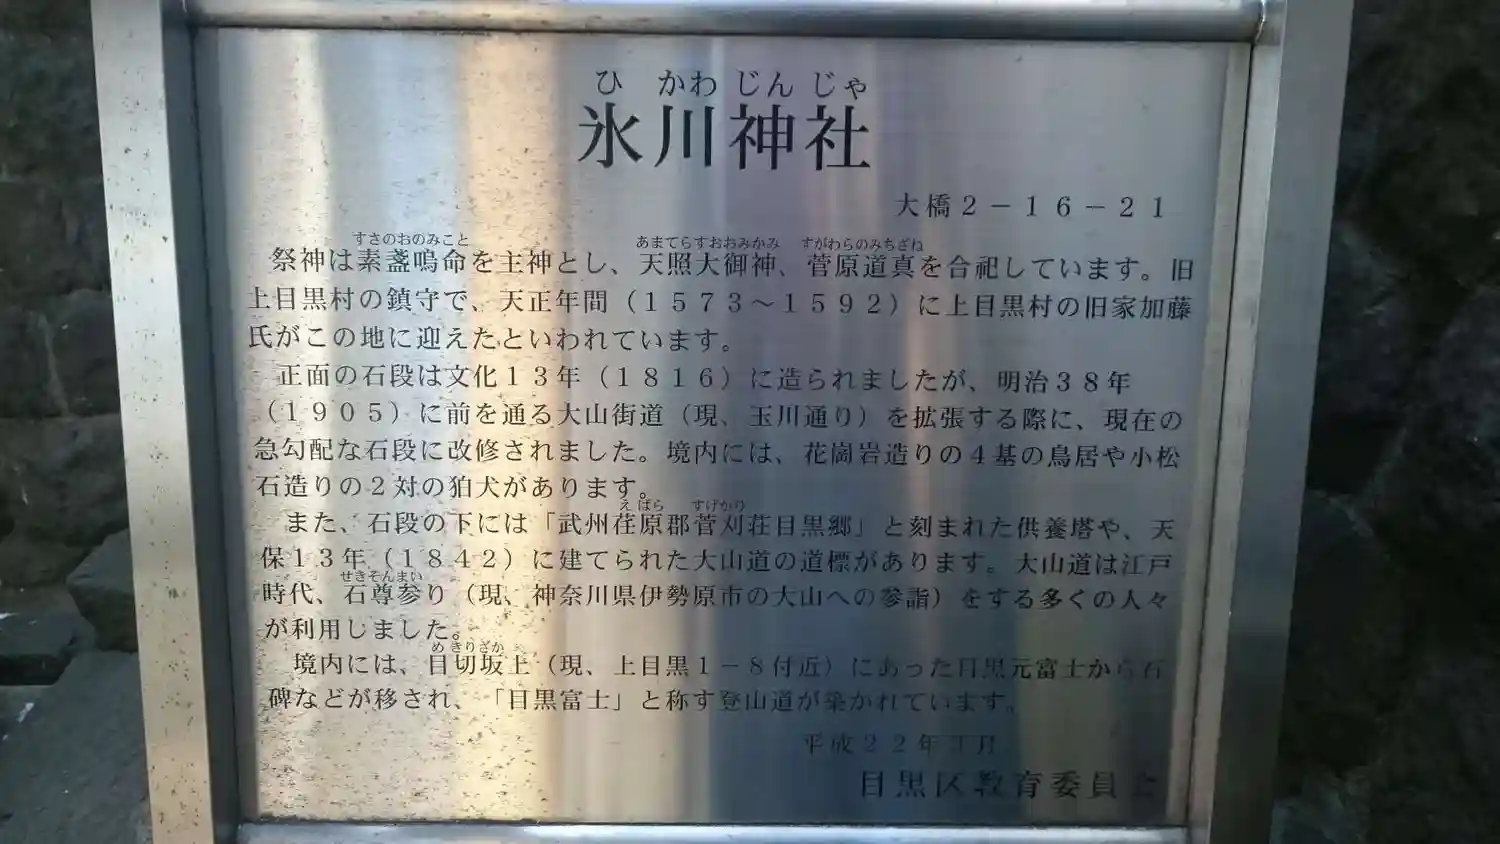 ひ かわ じん じゃ
氷川神社
大橋2－16－21
すさのおのみこと あまてらすおおみかみ すがわらのみちざね
祭神は素盞嗚命を主神とし、天照大御神、菅原道真を合祀しています。旧
上目黒村の鎮守で、天正年間（1573～1592）に上目黒村の旧家加藤
氏がこの地に迎えたといわれています。
正面の石段は文化13年（1816）に造られましたが、明治38年
（1905）に前を通る大山街道（現、玉川通り）を拡張する際に、現在の
急勾配な石段に改修されました。境内には、花崗岩造りの4基の鳥居や小松
石造りの2対の狛犬があります。
えばら すげかり
また、石段の下には「武州荏原郡菅刈荘目黒郷」と刻まれた供養塔や、天
保13年（1842）に建てられた大山道の道標があります。大山道は江戸
せきそんまい
時代、石尊参り（現、神奈川県伊勢原市の大山への参詣）をする多くの人々
が利用しました。
めきりざか
境内には、目切坂上（現、上目黒1－8付近）にあった目黒元富士から石
碑などが移され、「目黒富士」と称す登山道が築かれています。
平成22年3月
目黒区教育委員会